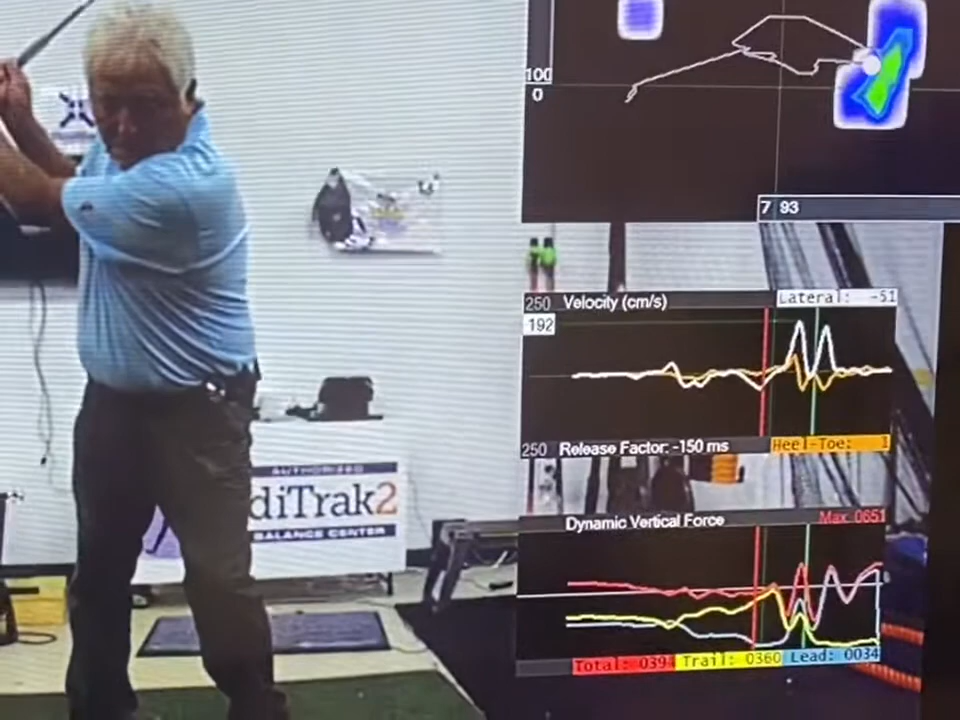 100
0
7 93
250 Velocity (cm/s) Lateral: -51
192
250 Release Factor: -150 ms Heel-Toe: 1
AUTHORIZED
diTrak2
BALANCE CENTER
Dynamic Vertical Force Max 0651
Total: 0394 Trail: 0360 Lead: 0034